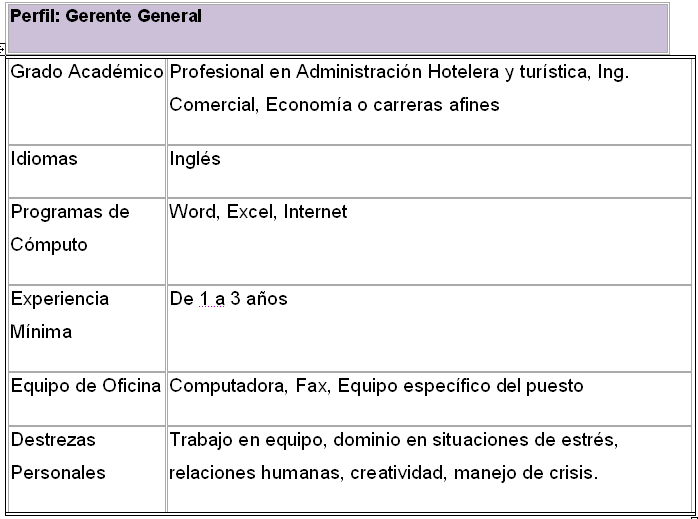 Perfil: Gerente General
Grado Académico
Profesional en Administración Hotelera y turística, Ing.
Comercial, Economía o carreras afines
Idiomas
Inglés
Programas de
Cómputo
Word, Excel, Internet
Experiencia
Mínima
De 1 a 3 años
Equipo de Oficina
Computadora, Fax, Equipo específico del puesto
Destrezas
Personales
Trabajo en equipo, dominio en situaciones de estrés,
relaciones humanas, creatividad, manejo de crisis.